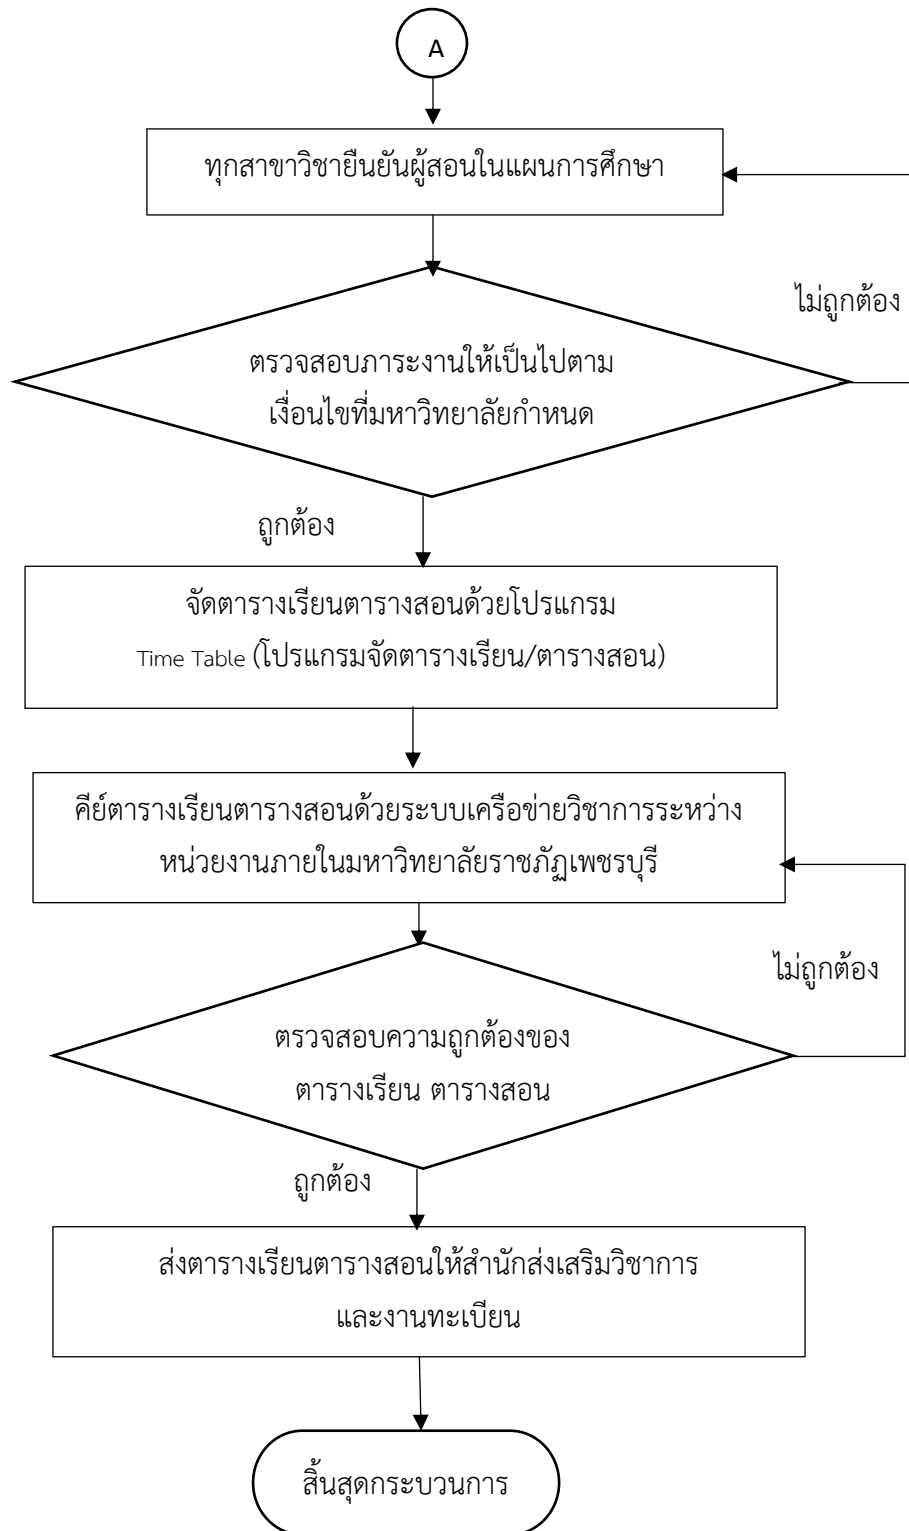 A
ทุกสาขาวิชายืนยันผู้สอนในแผนการศึกษา
ไม่ถูกต้อง
ตรวจสอบภาระงานให้เป็นไปตาม
เงื่อนไขที่มหาวิทยาลัยกำหนด
ถูกต้อง
จัดตารางเรียนตารางสอนด้วยโปรแกรม
Time Table (โปรแกรมจัดตารางเรียน/ตารางสอน)
คีย์ตารางเรียนตารางสอนด้วยระบบเครือข่ายวิชาการระหว่าง
หน่วยงานภายในมหาวิทยาลัยราชภัฏเพชรบุรี
ไม่ถูกต้อง
ตรวจสอบความถูกต้องของ
ตารางเรียน ตารางสอน
ถูกต้อง
ส่งตารางเรียนตารางสอนให้สำนักส่งเสริมวิชาการ
และงานทะเบียน
สิ้นสุดกระบวนการ